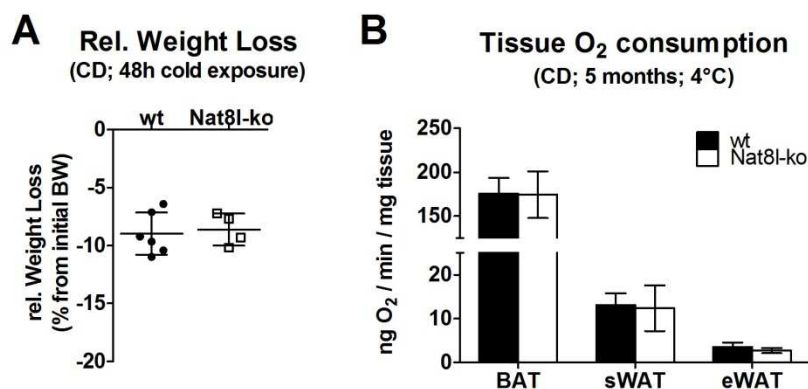 A
Rel. Weight Loss
(CD; 48h cold exposure)
wt Nat8l-ko
0
-5
-10
-15
-20
rel. Weight Loss
(% from initial BW)
B
Tissue O₂ consumption
(CD; 5 months; 4°C)
wt
Nat8l-ko
250
200
150
20
10
0
ng O₂ / min / mg tissue
BAT sWAT eWAT